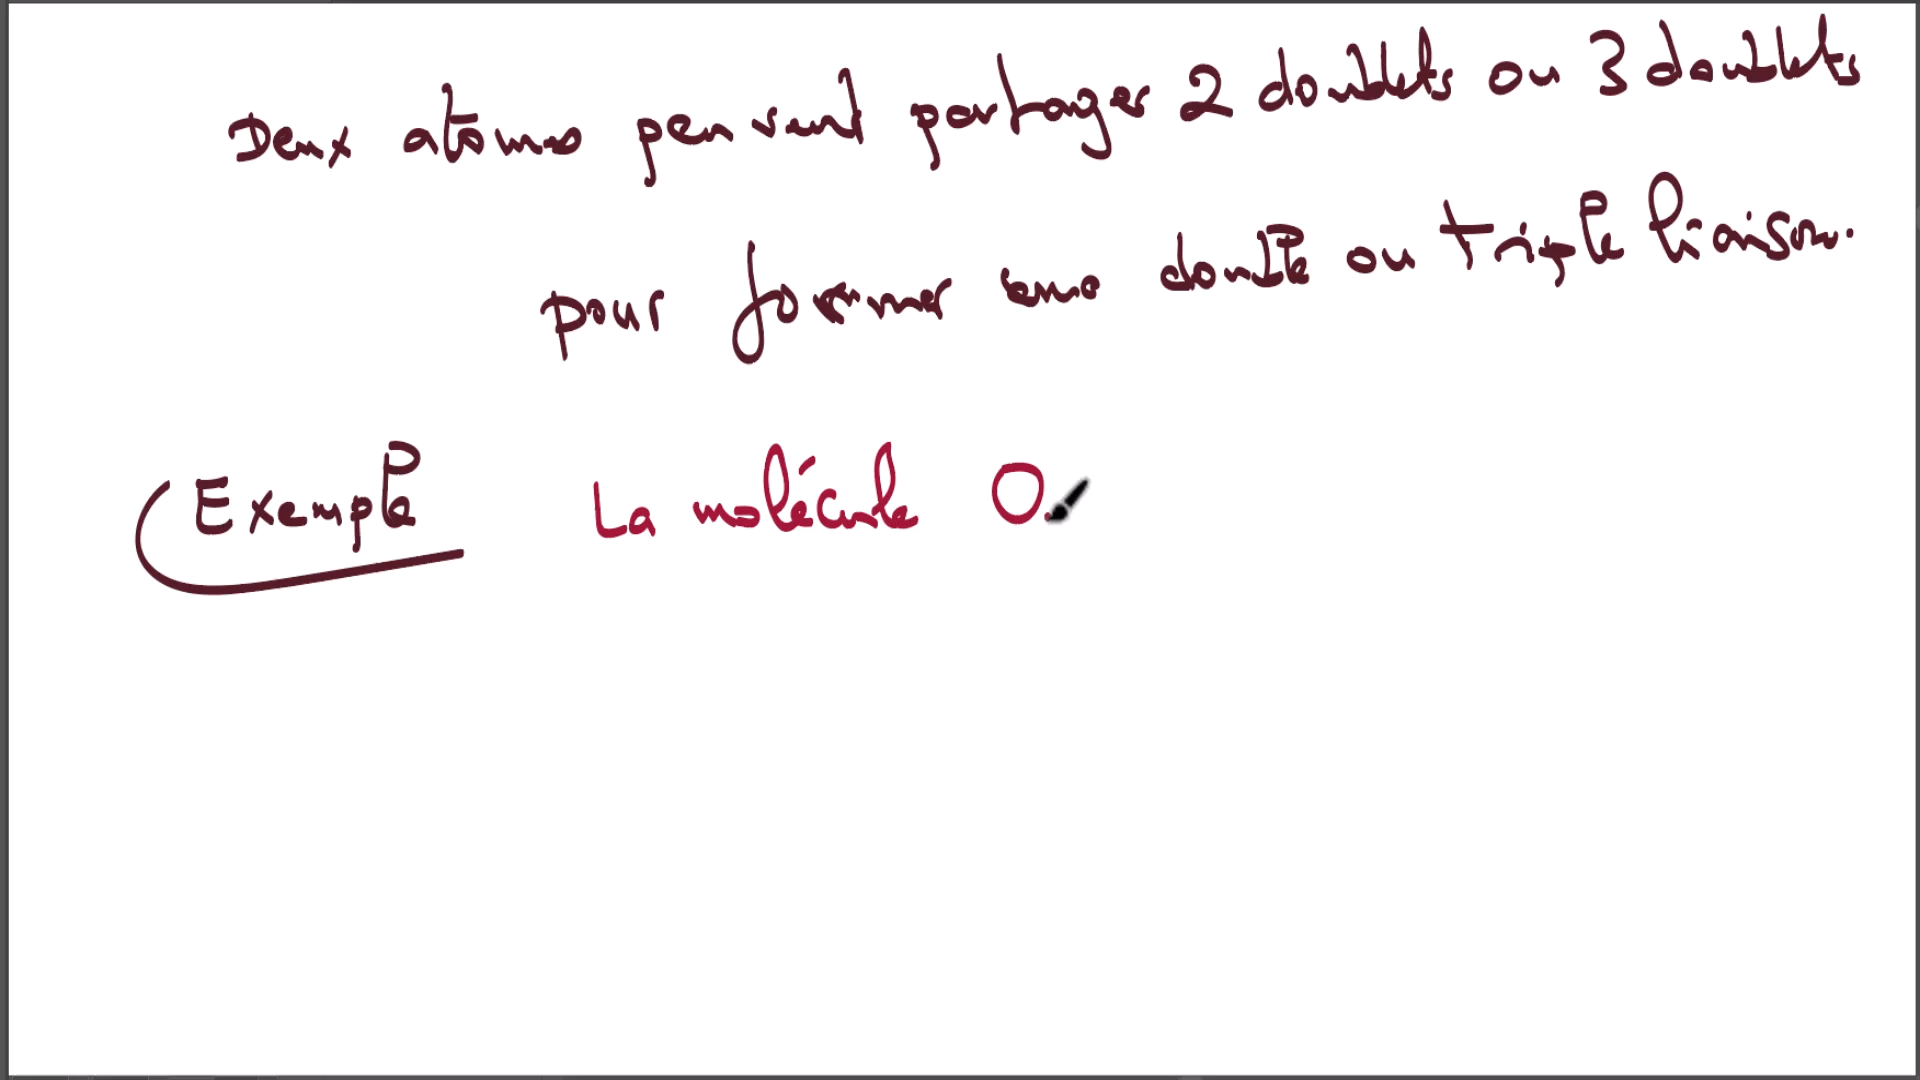 Deux atomes peuvent partager 2 doublets ou 3 doublets
pour former une double ou triple liaison.
Exemple La molécule O